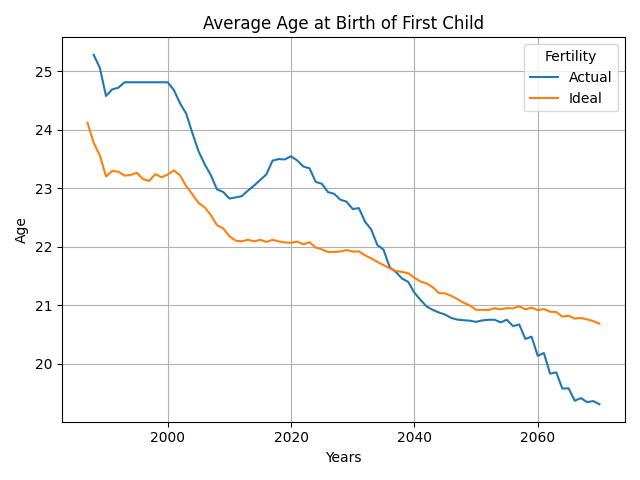 Average Age at Birth of First Child
Fertility
Actual
Ideal
Age
25
24
23
22
21
20
2000
2020
2040
2060
Years